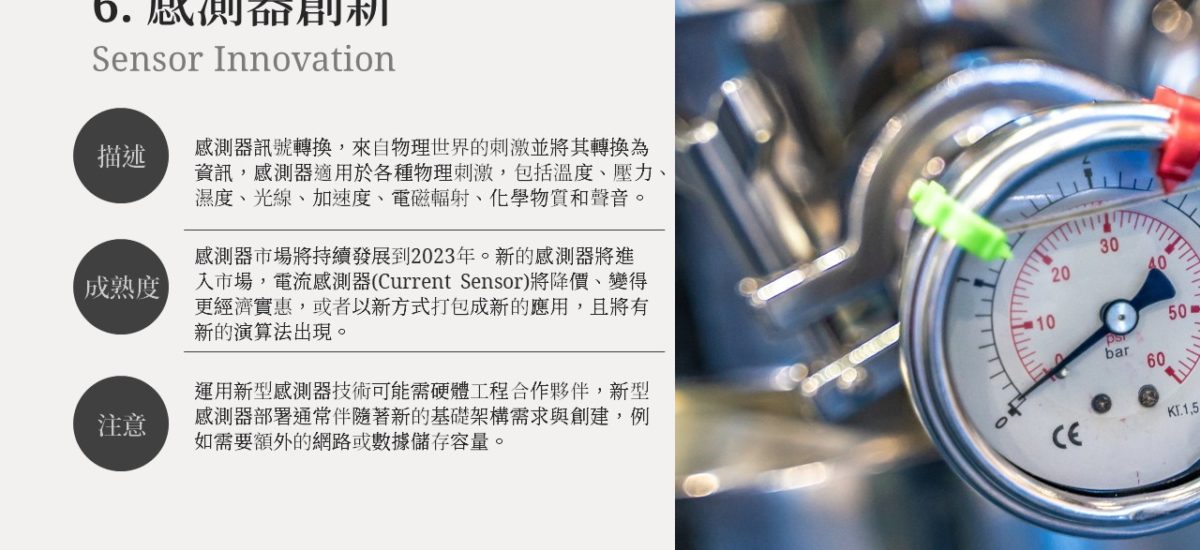 6. 感測器創新
Sensor Innovation
描述
感測器訊號轉換，來自物理世界的刺激並將其轉換為
資訊，感測器適用於各種物理刺激，包括溫度、壓力、
濕度、光線、加速度、電磁輻射、化學物質和聲音。
成熟度
感測器市場將持續發展到2023年。新的感測器將進
入市場，電流感測器(Current Sensor)將降價、變得
更經濟實惠，或者以新方式打包成新的應用，且將有
新的演算法出現。
注意
運用新型感測器技術可能需硬體工程合作夥伴，新型
感測器部署通常伴隨著新的基礎架構需求與創建，例
如需要額外的網路或數據儲存容量。
2
1
0
30
20
40
10
50
0
60
psi
bar
CE
Kl.1,5